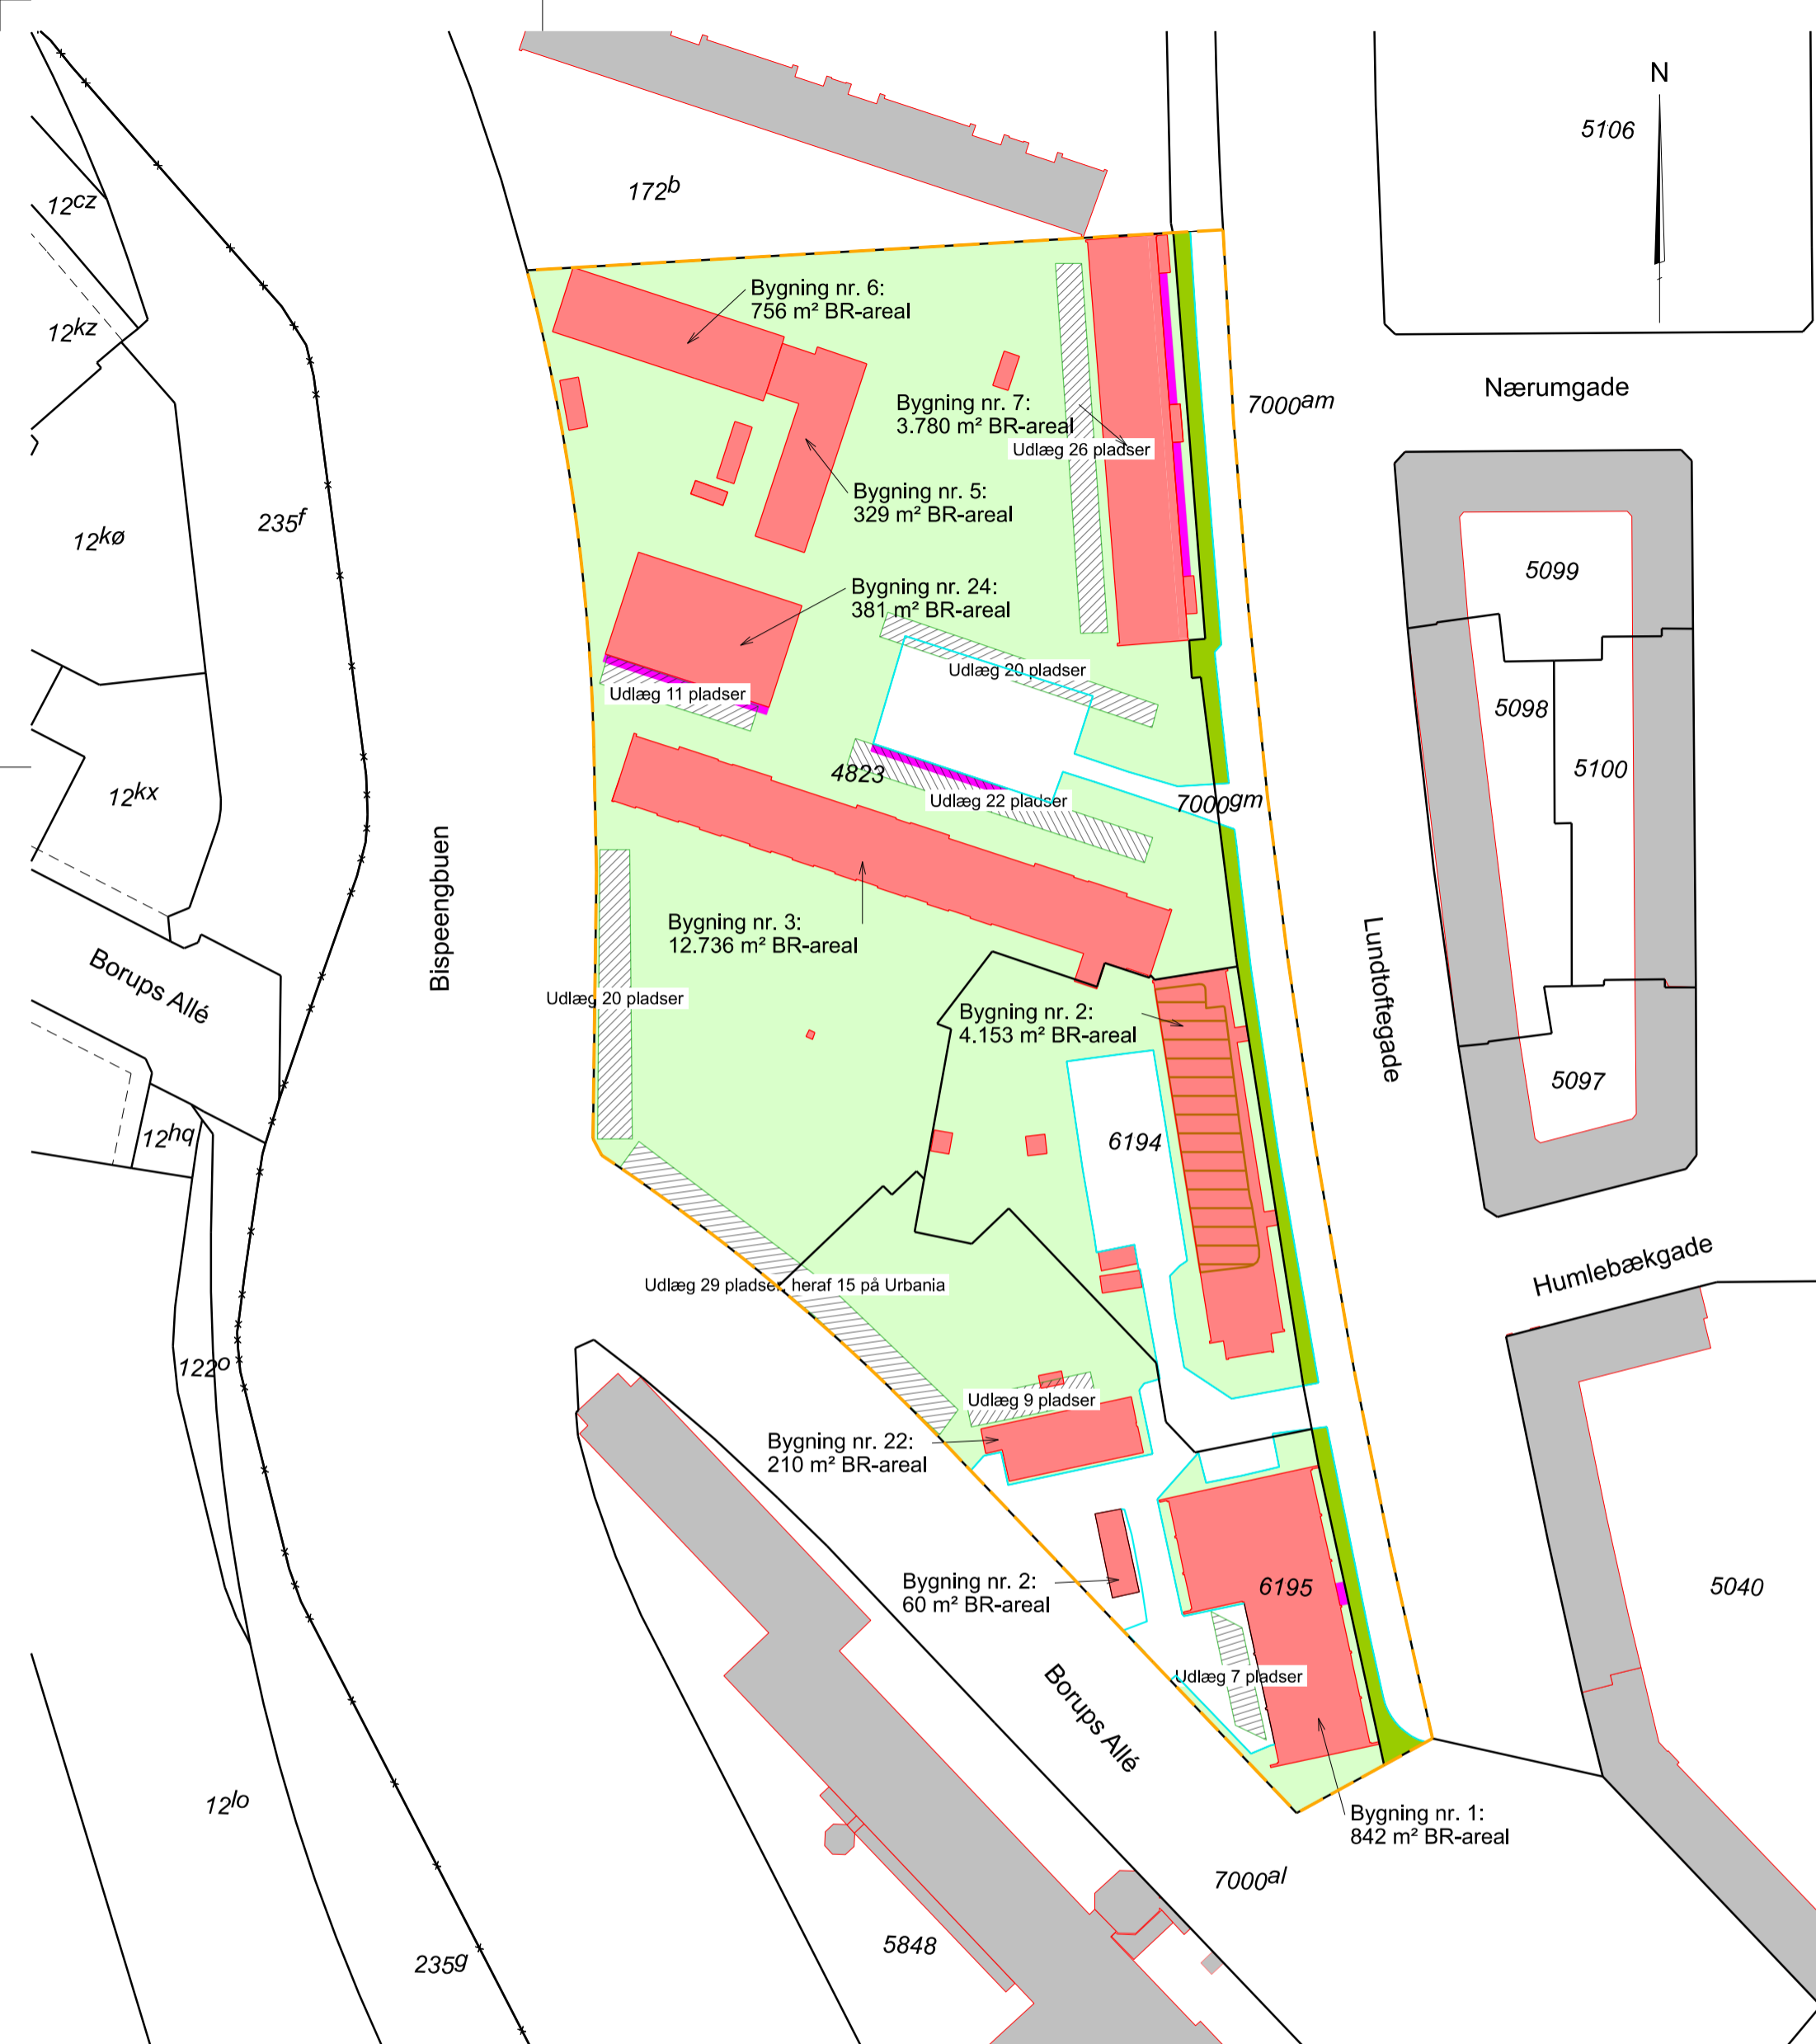 N
5106
172b
12cz
12kz
Bygning nr. 6:
756 m² BR-areal
Nærumgade
7000am
Bygning nr. 7:
3.780 m² BR-areal
Udlæg 26 pladser
Bygning nr. 5:
329 m² BR-areal
235f
12kø
5099
Bygning nr. 24:
381 m² BR-areal
Udlæg 20 pladser
Udlæg 11 pladser
5098
5100
4823
12kx
Udlæg 22 pladser
7000gm
Bispeengbuen
Bygning nr. 3:
12.736 m² BR-areal
Borups Allé
Udlæg 20 pladser
Lundtoftegade
Bygning nr. 2:
4.153 m² BR-areal
5097
12hq
6194
Humlebækgade
Udlæg 29 pladser, heraf 15 på Urbania
122o
Udlæg 9 pladser
Bygning nr. 22:
210 m² BR-areal
Bygning nr. 2:
60 m² BR-areal
6195
5040
Udlæg 7 pladser
Borups Allé
12lo
Bygning nr. 1:
842 m² BR-areal
7000al
5848
235g